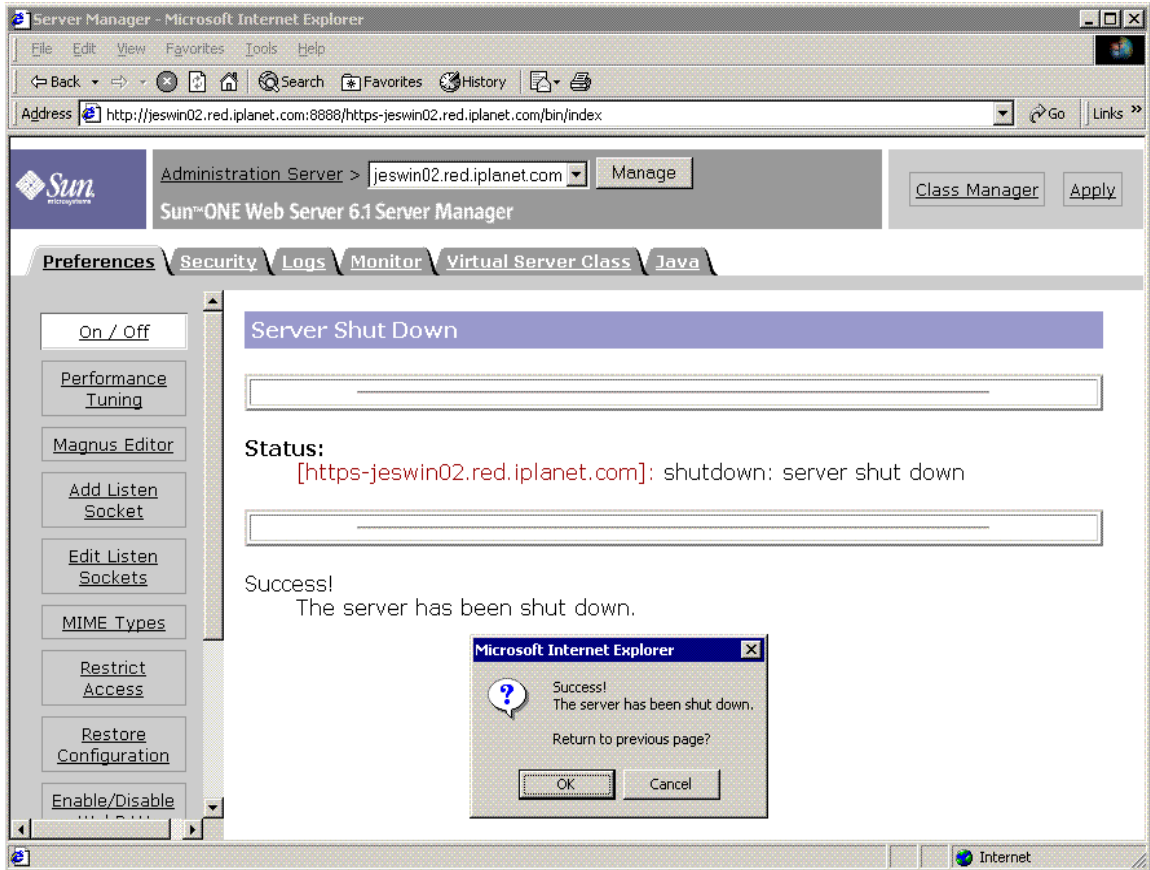 Server Manager - Microsoft Internet Explorer
File Edit View Favorites Tools Help
Back Search Favorites History
Address http://jeswin02.red.iplanet.com:8888/https-jeswin02.red.iplanet.com/bin/index Go Links »
Sun
microsystems
Administration Server > jeswin02.red.iplanet.com Manage
Sun™ONE Web Server 6.1 Server Manager
Class Manager Apply
Preferences Security Logs Monitor Virtual Server Class Java
On / Off
Performance
Tuning
Magnus Editor
Add Listen
Socket
Edit Listen
Sockets
MIME Types
Restrict
Access
Restore
Configuration
Enable/Disable
Server Shut Down
Status:
[https-jeswin02.red.iplanet.com]: shutdown: server shut down
Success!
The server has been shut down.
Microsoft Internet Explorer
Success!
The server has been shut down.
Return to previous page?
OK Cancel
Internet